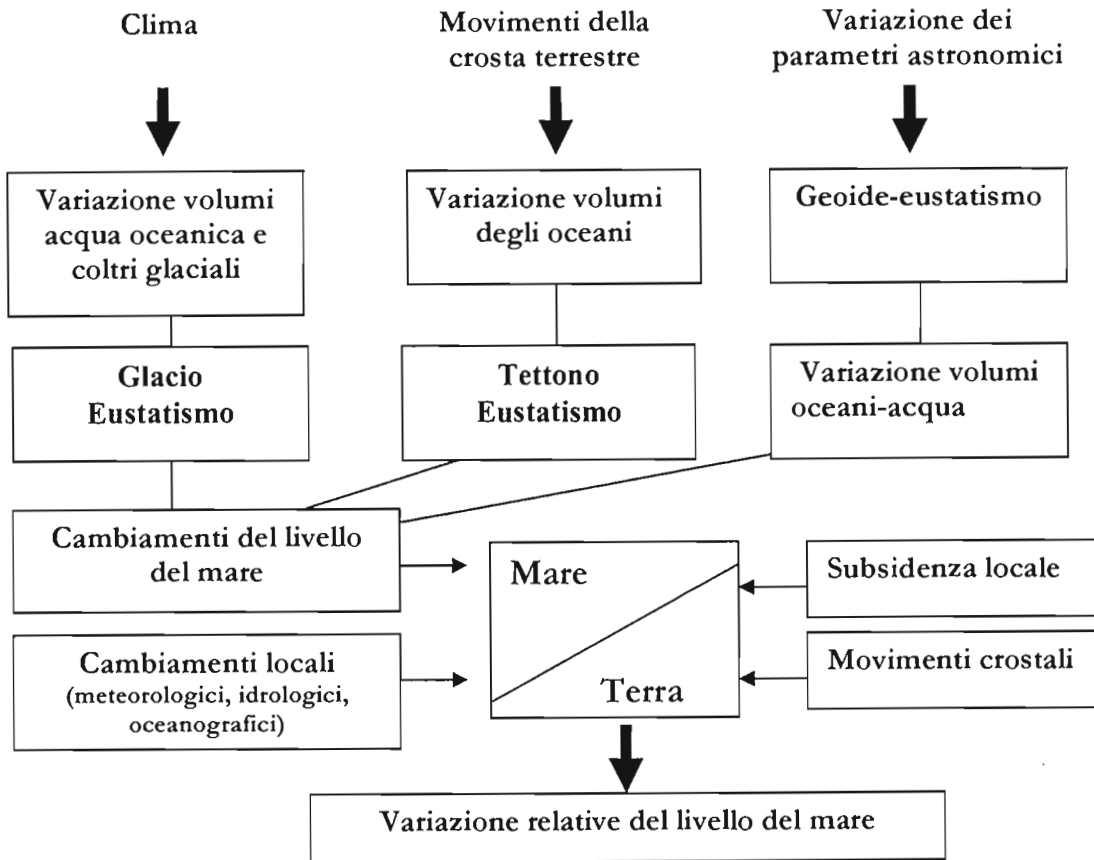 Clima
Movimenti della
crosta terrestre
Variazione dei
parametri astronomici
Variazione volumi
acqua oceanica e
coltri glaciali
Variazione volumi
degli oceani
Geoide-eustatismo
Glacio
Eustatismo
Tettono
Eustatismo
Variazione volumi
oceani-acqua
Cambiamenti del livello
del mare
Mare
Terra
Subsidenza locale
Cambiamenti locali
(meteorologici, idrologici,
oceanografici)
Movimenti crostali
Variazione relative del livello del mare